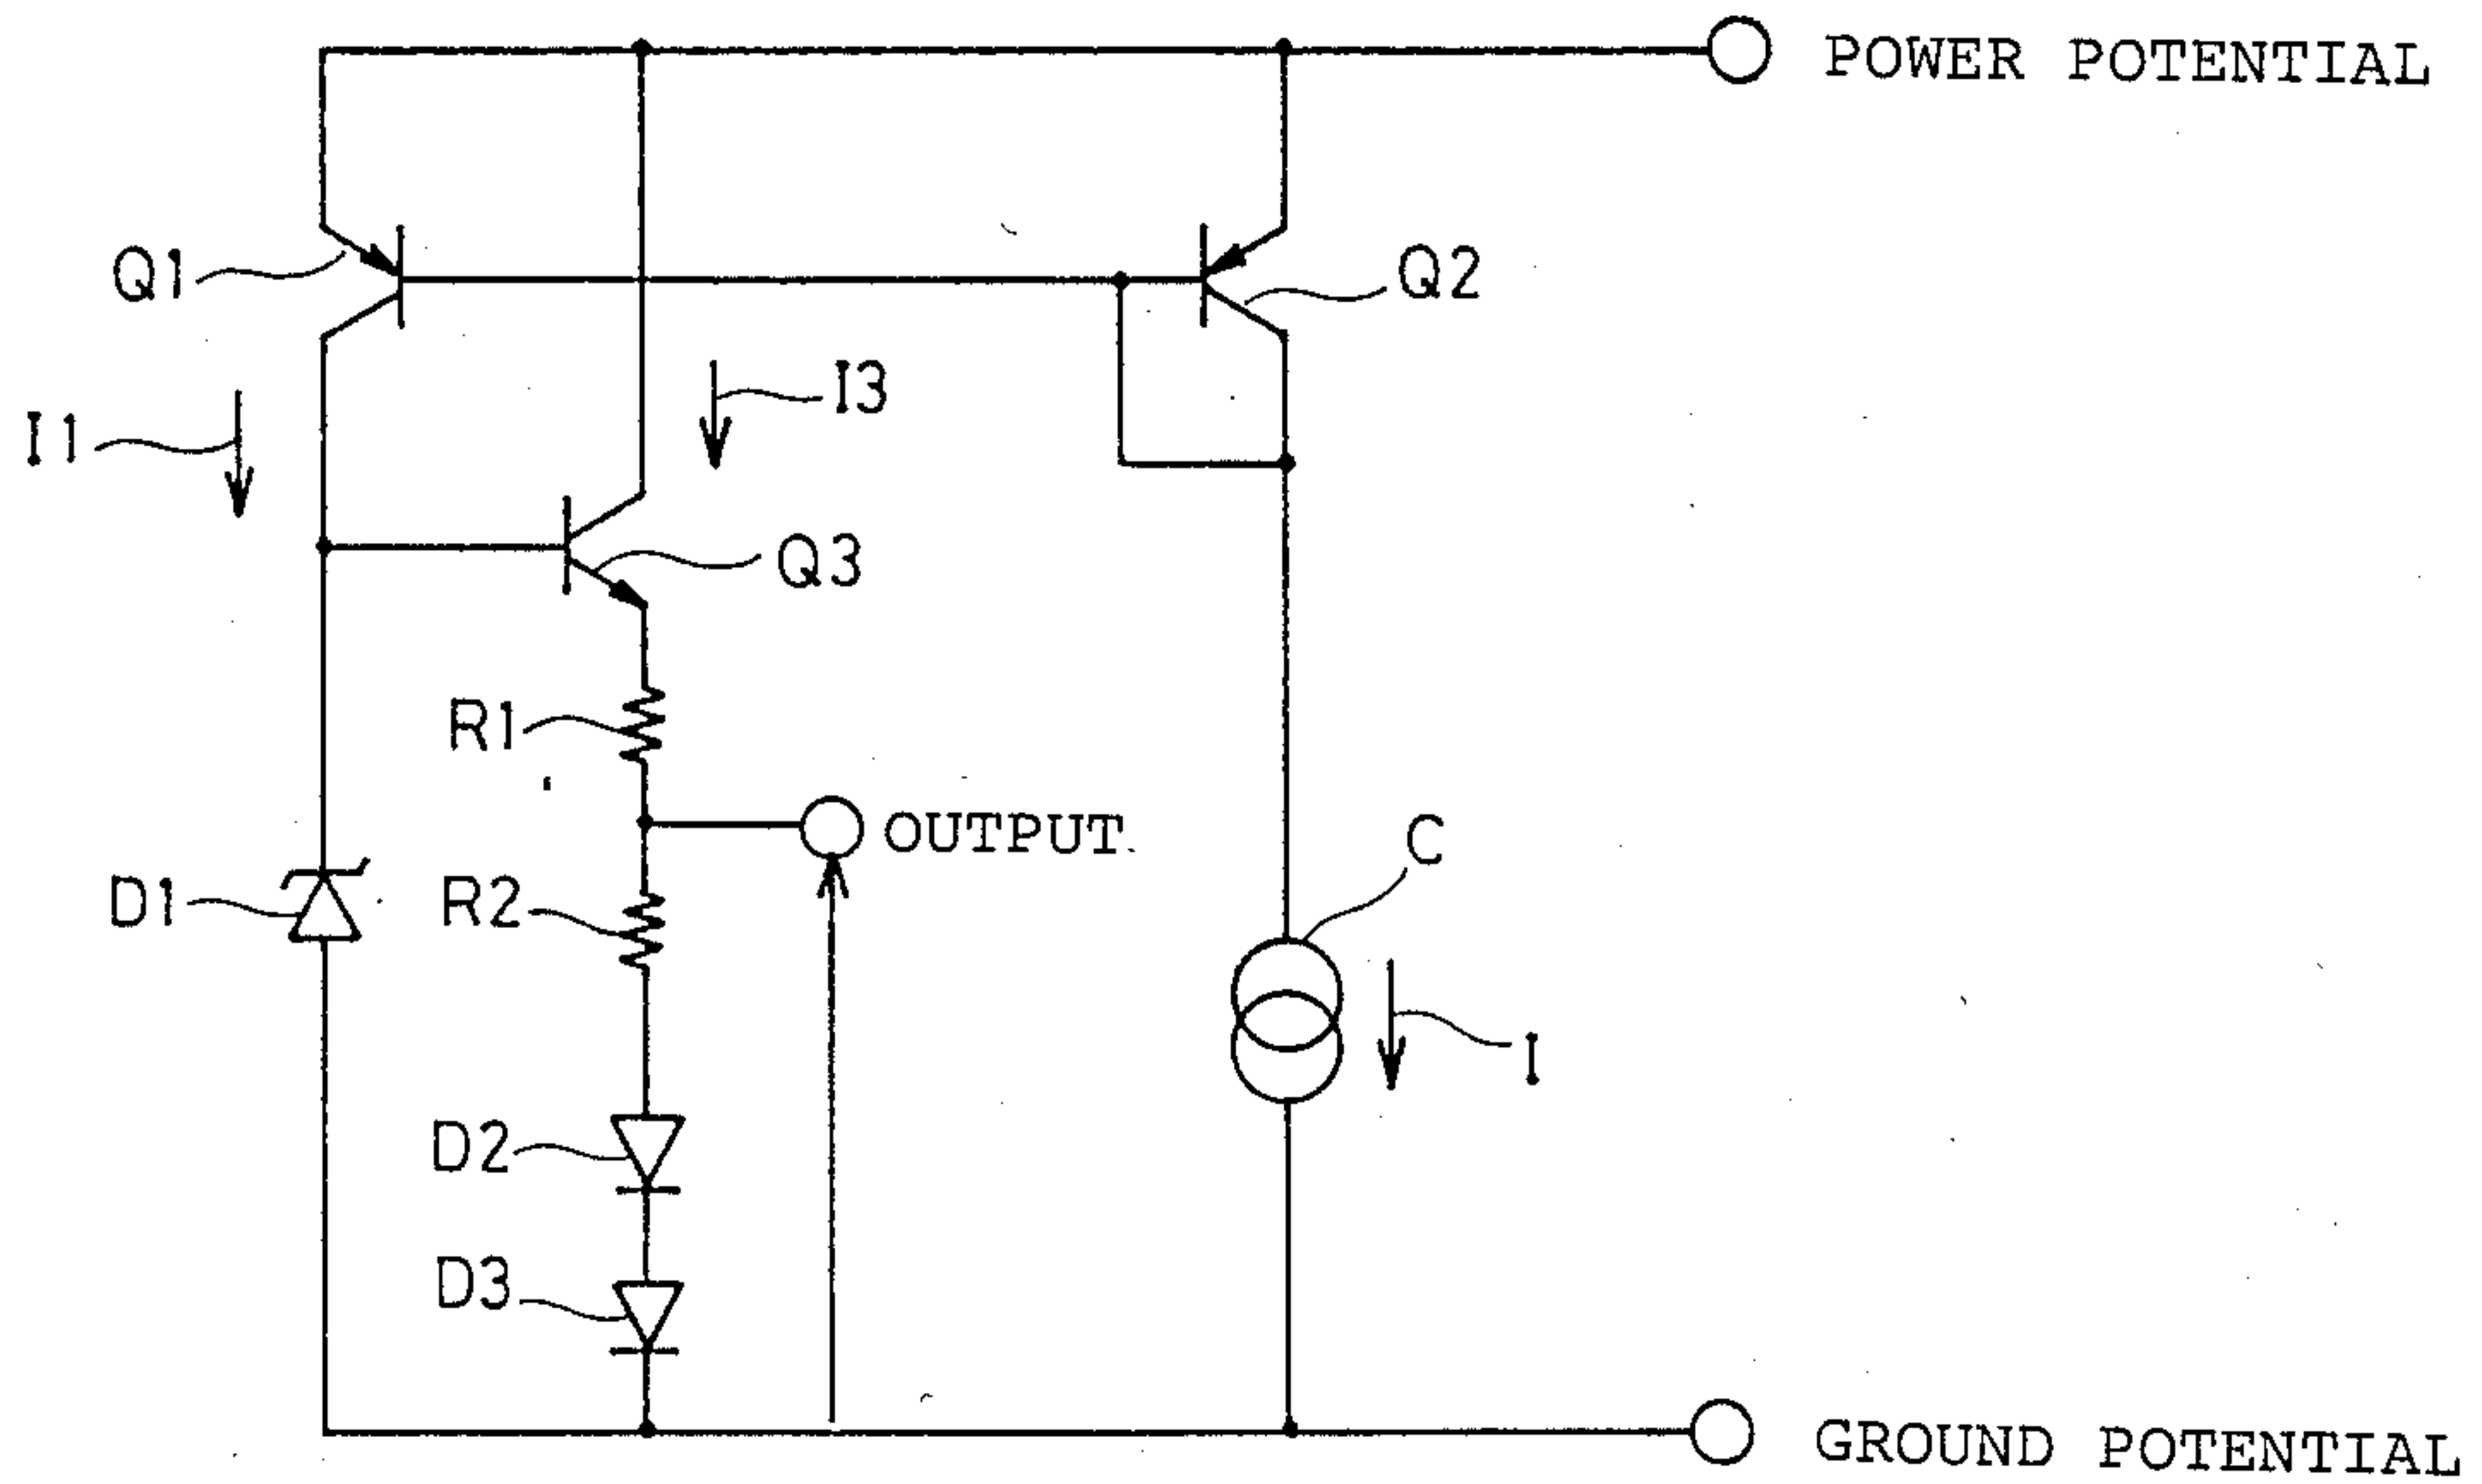 POWER POTENTIAL
Q1
Q2
I3
I1
Q3
R1
OUTPUT
C
D1
R2
I
D2
D3
GROUND POTENTIAL